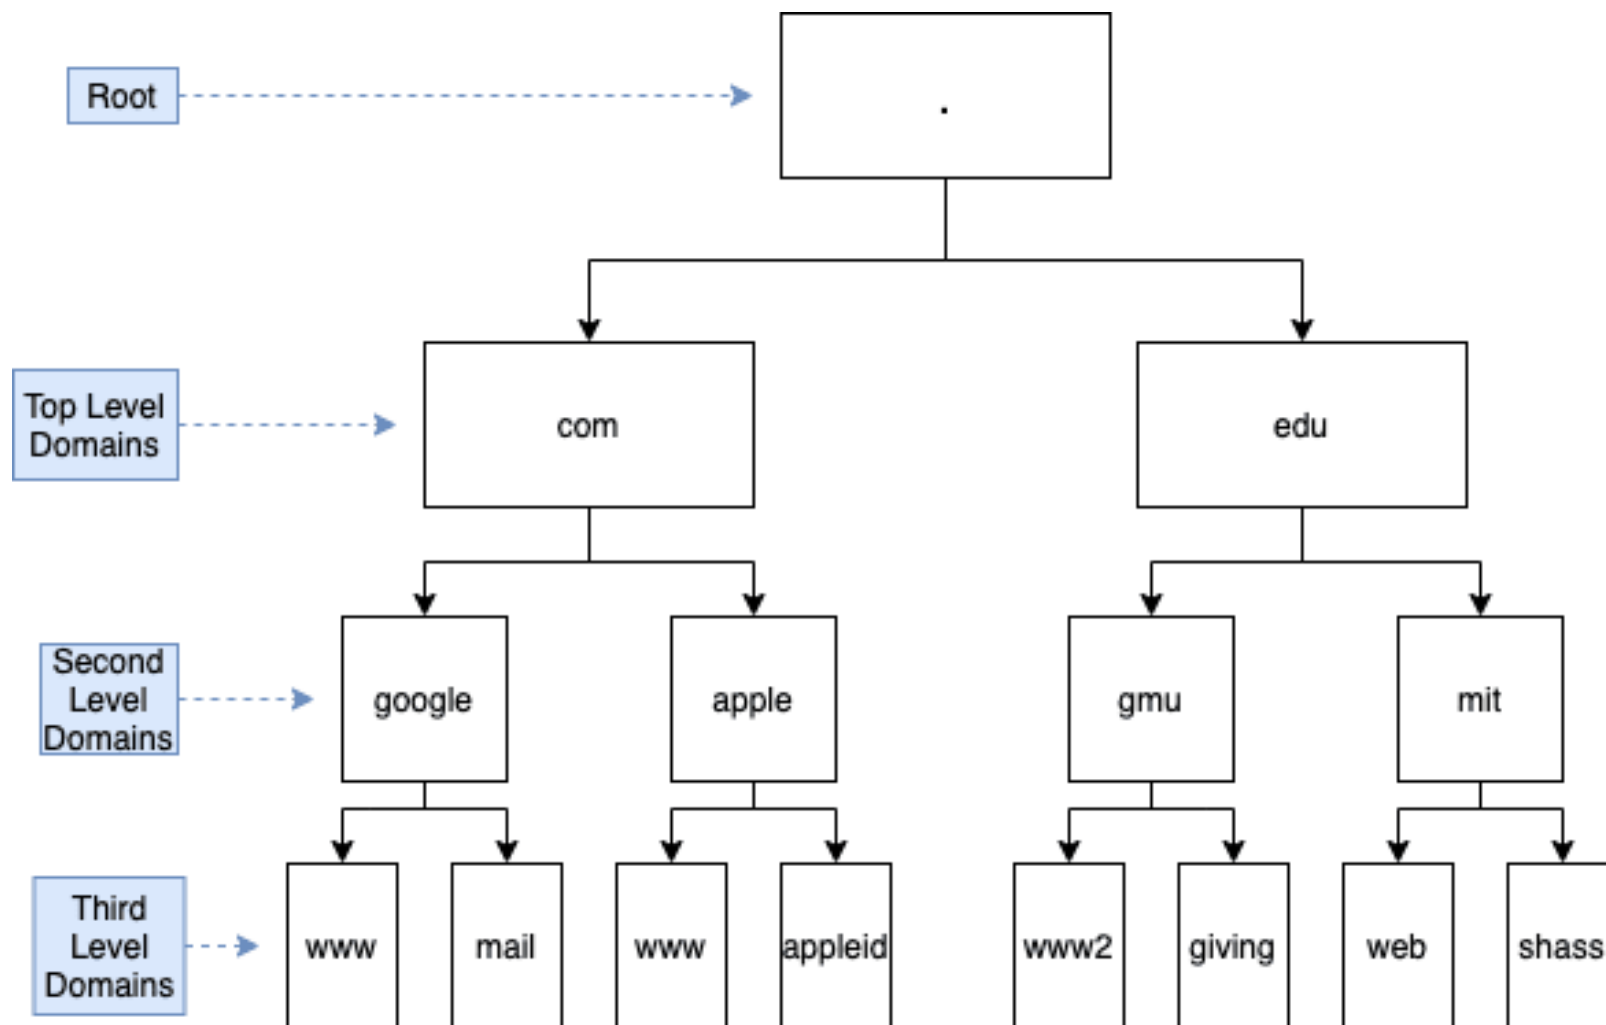 Root
.
Top Level
Domains
com
edu
Second
Level
Domains
google
apple
gmu
mit
Third
Level
Domains
www
mail
www
appleid
www2
giving
web
shass